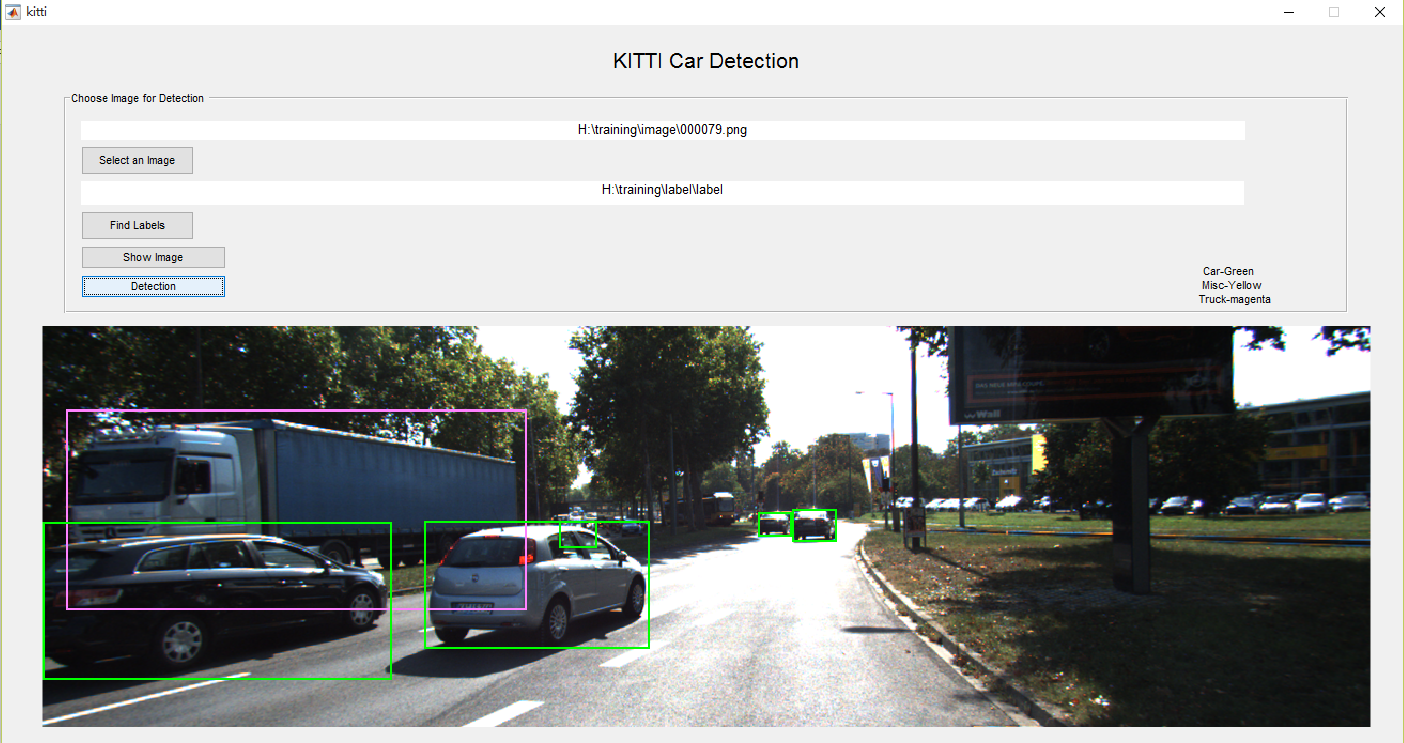 kitti
KITTI Car Detection
Choose Image for Detection
H:\training\image\000079.png
Select an Image
H:\training\label\label
Find Labels
Show Image
Detection
Car-Green
Misc-Yellow
Truck-magenta
Wall